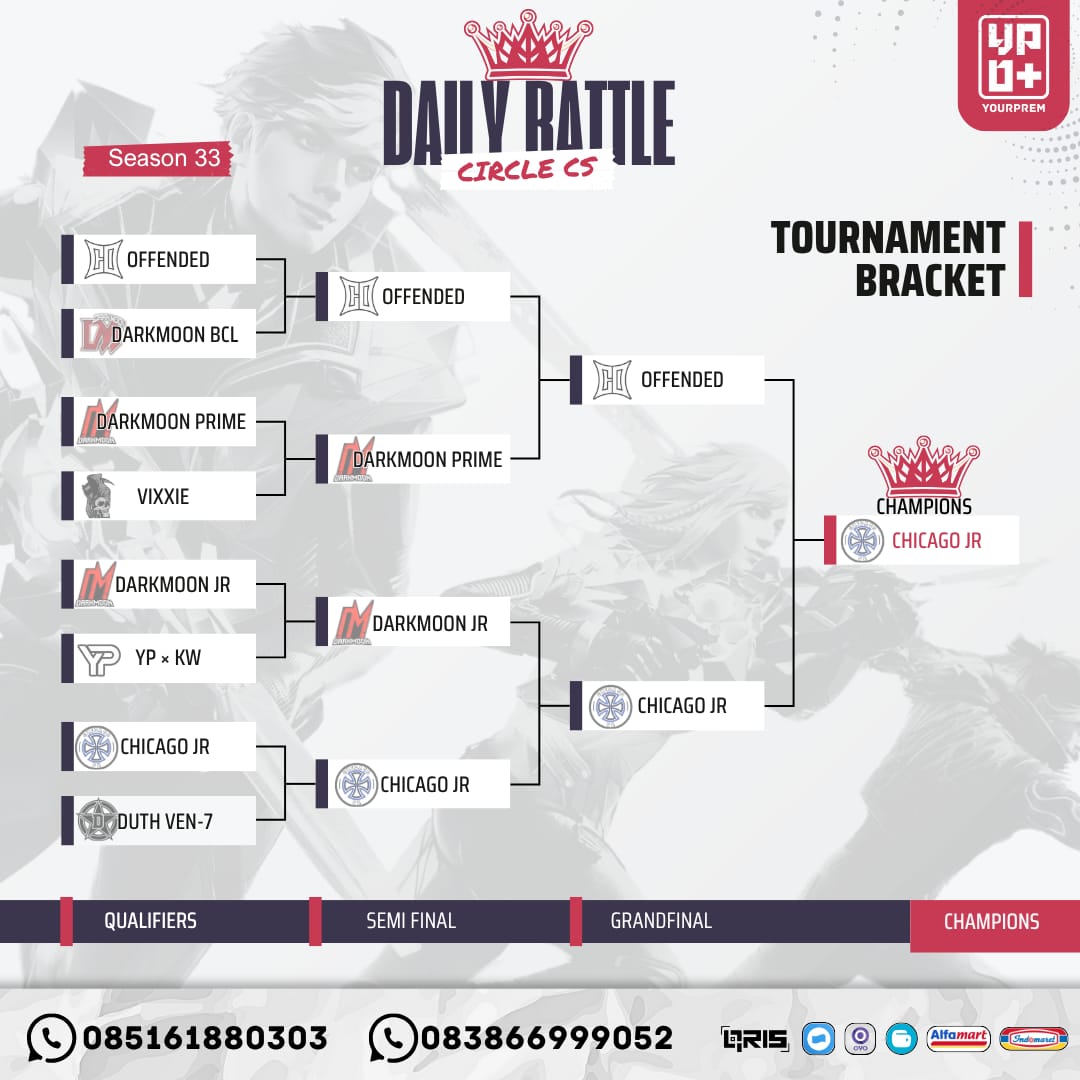 DAILY BATTLE
CIRCLE CS
YP
D+
YOURPREM
Season 33
TOURNAMENT
BRACKET
OFFENDED
DARKMOON BCL
DARKMOON PRIME
VIXXIE
DARKMOON JR
YP
YP × KW
CHICAGO JR
D
DUTH VEN-7
OFFENDED
DARKMOON PRIME
DARKMOON JR
CHICAGO JR
OFFENDED
CHICAGO JR
CHAMPIONS
CHICAGO JR
QUALIFIERS
SEMI FINAL
GRANDFINAL
CHAMPIONS
085161880303
083866999052
QRIS
OVO
Alfamart
Indomaret